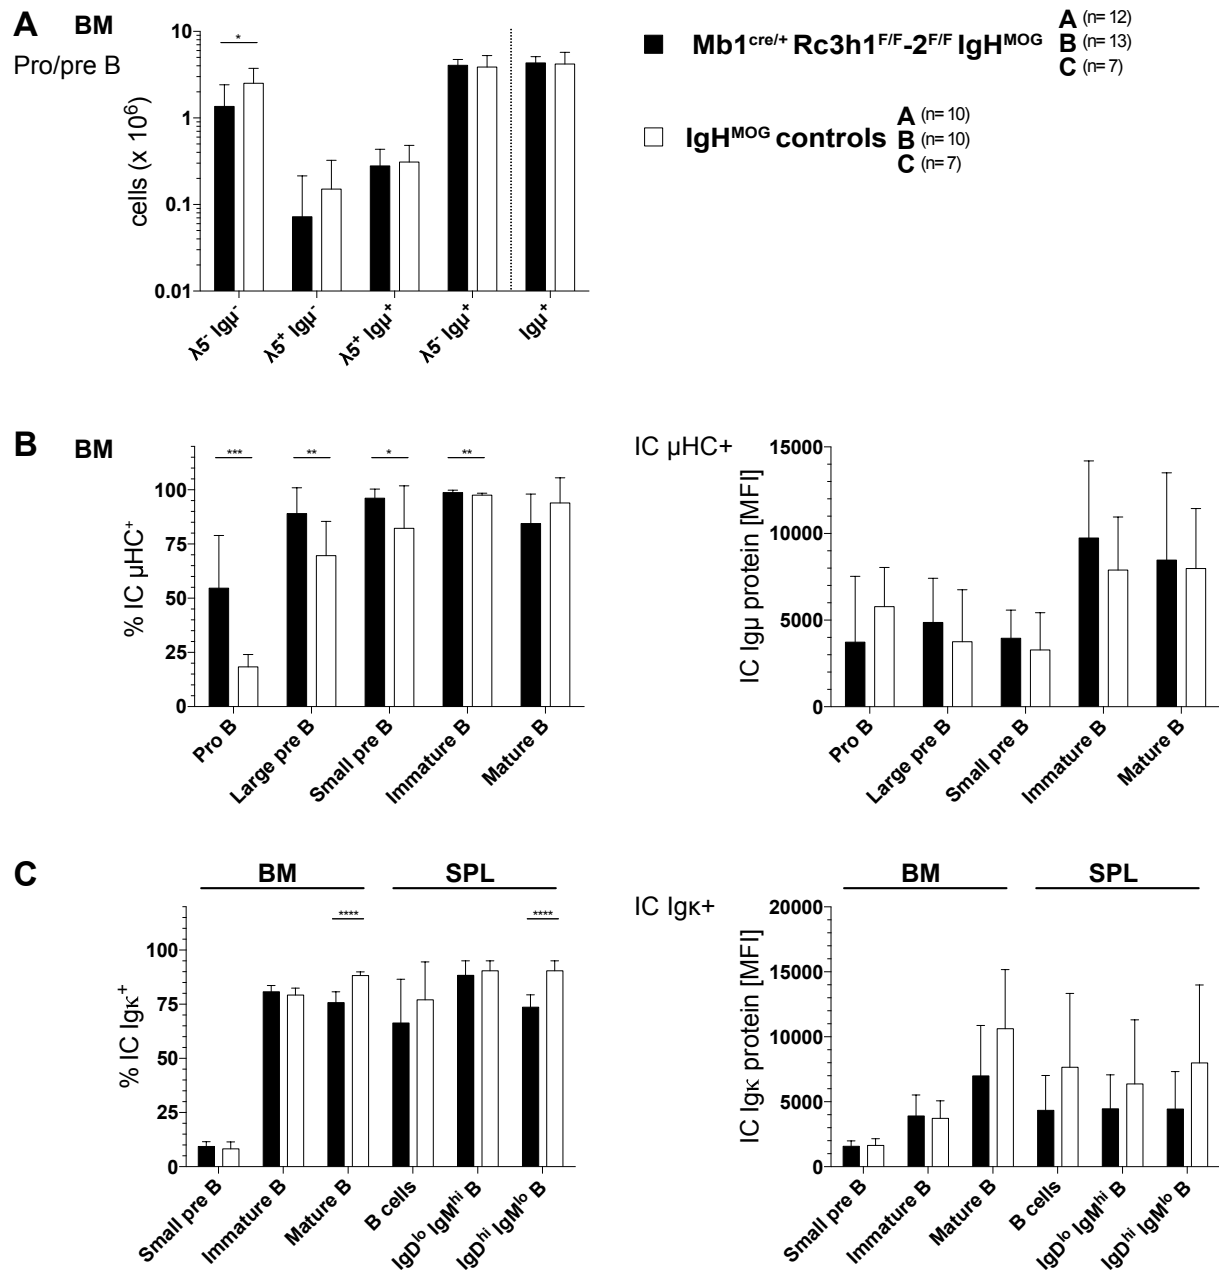 A BM
Pro/pre B
cells (x 10⁶)
10
1
0.1
0.01
*
λ5⁻ Igμ⁻
λ5⁺ Igμ⁻
λ5⁺ Igμ⁺
λ5⁻ Igμ⁺
Igμ⁺
Mb1ᶜʳᵉ/⁺ Rc3h1ᶠ/ᶠ-2ᶠ/ᶠ IgHᴹᴼᴳ
A (n= 12)
B (n= 13)
C (n= 7)
IgHᴹᴼᴳ controls
A (n= 10)
B (n= 10)
C (n= 7)
B BM
% IC μHC⁺
100
75
50
25
0
***
**
*
**
Pro B
Large pre B
Small pre B
Immature B
Mature B
IC μHC+
IC Igμ protein [MFI]
15000
10000
5000
0
Pro B
Large pre B
Small pre B
Immature B
Mature B
C
BM SPL
% IC Igκ⁺
100
75
50
25
0
****
****
Small pre B
Immature B
Mature B
B cells
IgDˡᵒ IgMʰⁱ B
IgDʰⁱ IgMˡᵒ B
IC Igκ+
BM SPL
IC Igκ protein [MFI]
20000
15000
10000
5000
0
Small pre B
Immature B
Mature B
B cells
IgDˡᵒ IgMʰⁱ B
IgDʰⁱ IgMˡᵒ B